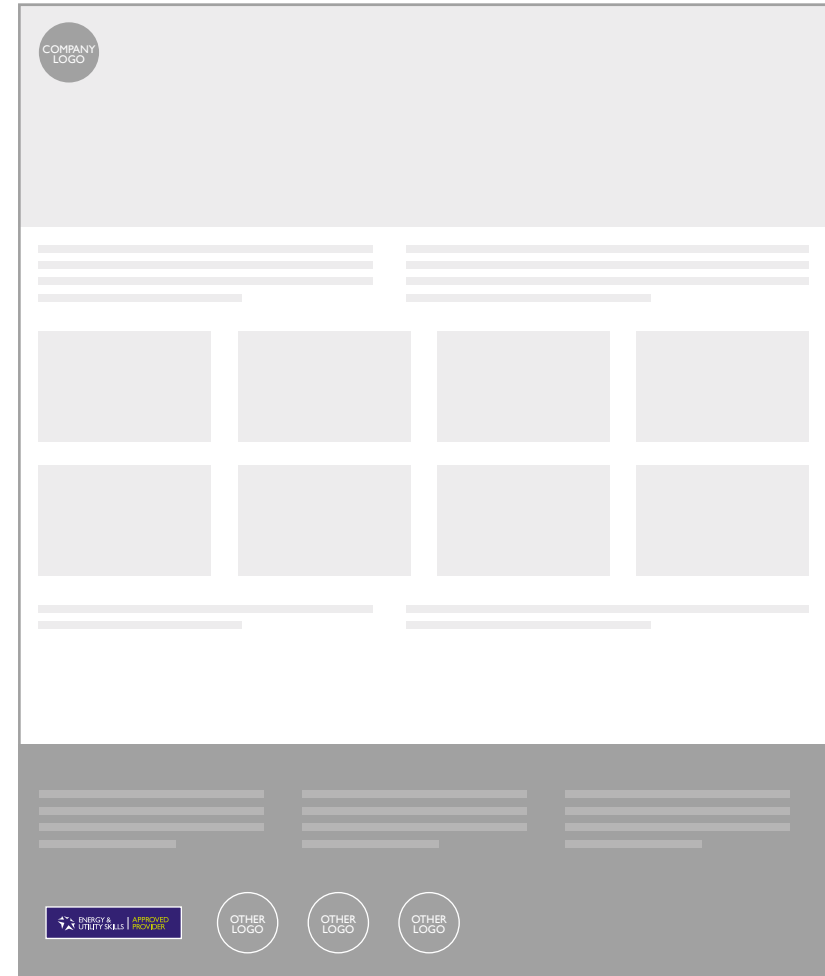 COMPANY
LOGO
ENERGY &
UTILITY SKILLS
APPROVED
PROVIDER
OTHER
LOGO
OTHER
LOGO
OTHER
LOGO